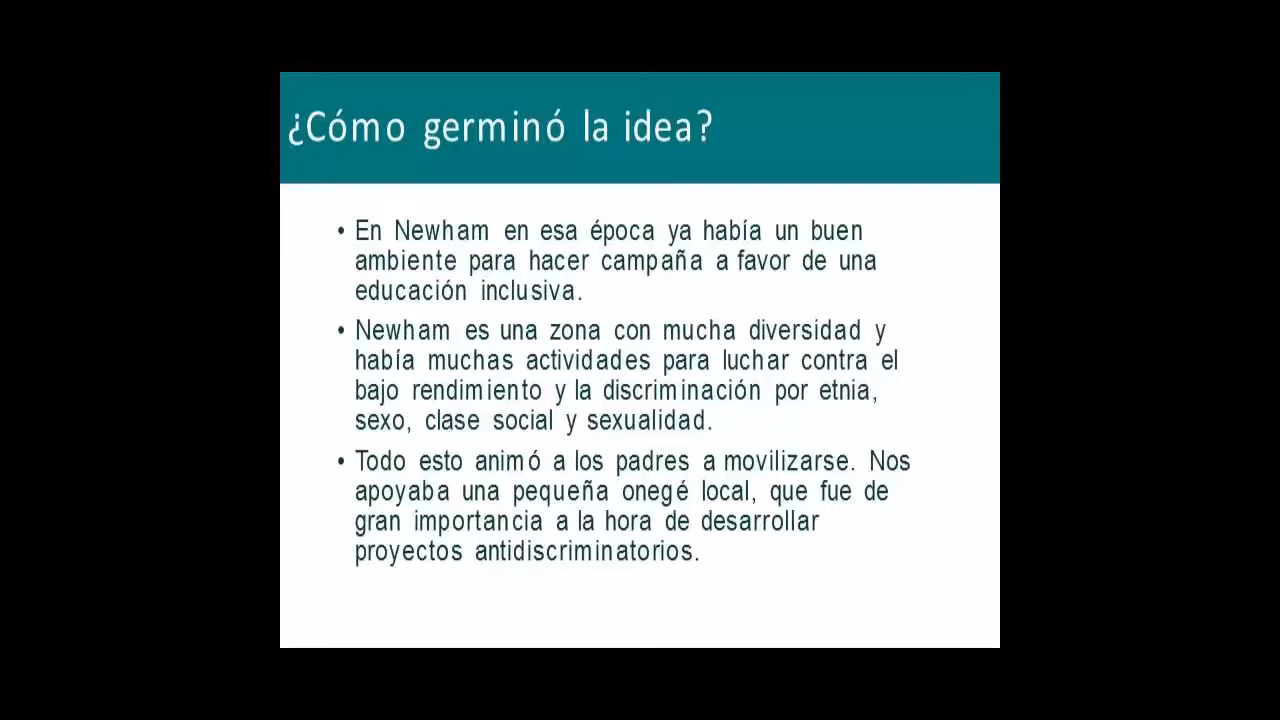 ¿Cómo germinó la idea?
• En Newham en esa época ya había un buen
ambiente para hacer campaña a favor de una
educación inclusiva.
• Newham es una zona con mucha diversidad y
había muchas actividades para luchar contra el
bajo rendimiento y la discriminación por etnia,
sexo, clase social y sexualidad.
• Todo esto animó a los padres a movilizarse. Nos
apoyaba una pequeña onegé local, que fue de
gran importancia a la hora de desarrollar
proyectos antidiscriminatorios.